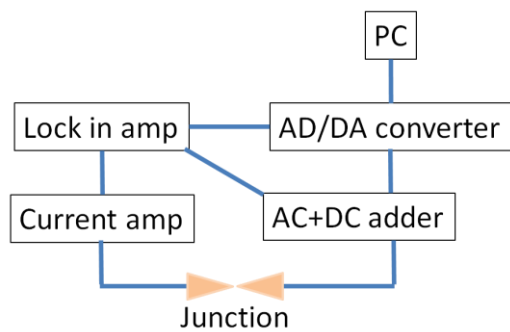 PC
Lock in amp
AD/DA converter
Current amp
AC+DC adder
Junction